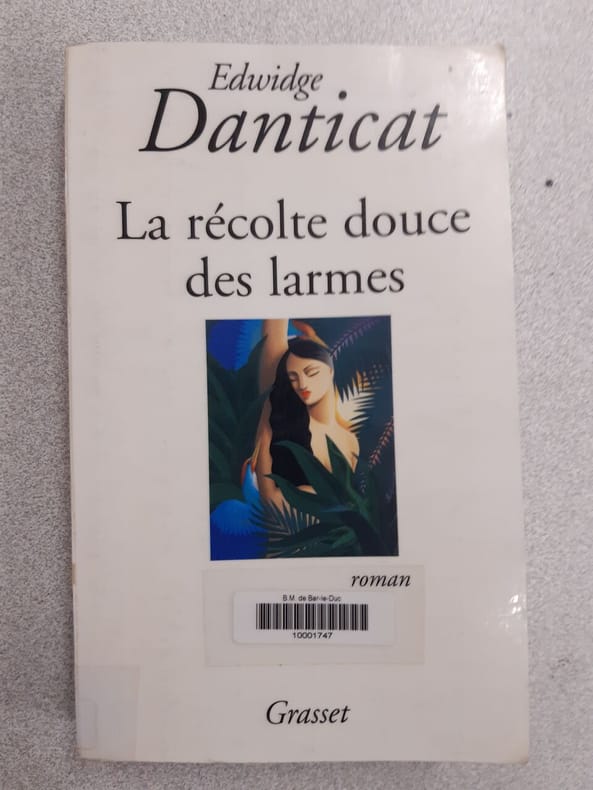 Edwidge
Danticat
La récolte douce
des larmes
roman
B.M. de Bar-le-Duc
10001747
Grasset